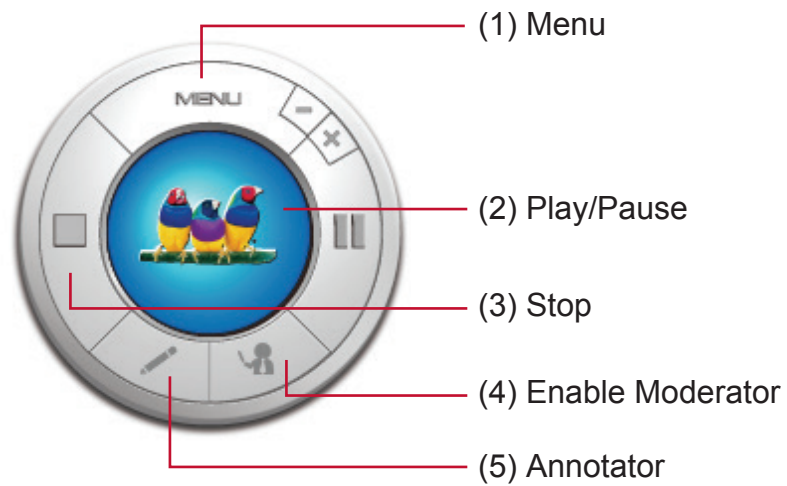 (1) Menu
MENU
(2) Play/Pause
(3) Stop
(4) Enable Moderator
(5) Annotator